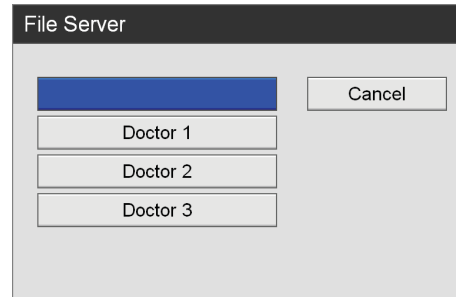 File Server
Cancel
Doctor 1
Doctor 2
Doctor 3